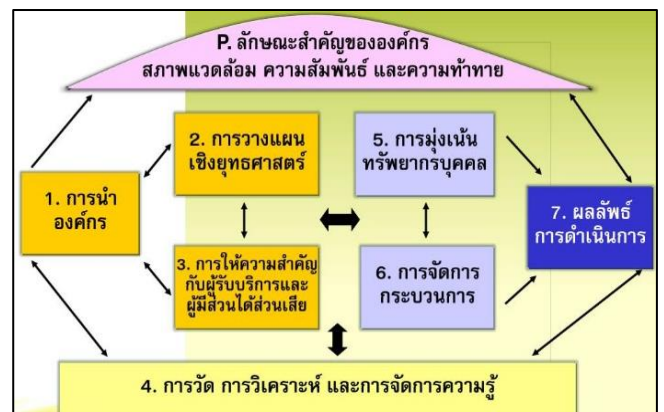 P. ลักษณะสำคัญขององค์กร
สภาพแวดล้อม ความสัมพันธ์ และความท้าทาย
2. การวางแผน
เชิงยุทธศาสตร์
5. การมุ่งเน้น
ทรัพยากรบุคคล
1. การนำ
องค์กร
7. ผลลัพธ์
การดำเนินการ
3. การให้ความสำคัญ
กับผู้รับบริการและ
ผู้มีส่วนได้ส่วนเสีย
6. การจัดการ
กระบวนการ
4. การวัด การวิเคราะห์ และการจัดการความรู้